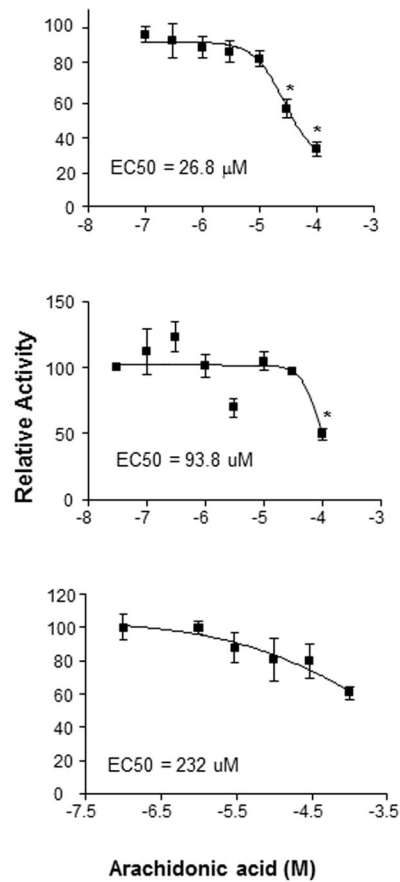 100
80
60
40
20
0
* *
EC50 = 26.8 μM
-8 -7 -6 -5 -4 -3
Relative Activity
150
100
50
0
*
EC50 = 93.8 uM
-8 -7 -6 -5 -4 -3
120
100
80
60
40
20
0
EC50 = 232 uM
-7.5 -6.5 -5.5 -4.5 -3.5
Arachidonic acid (M)